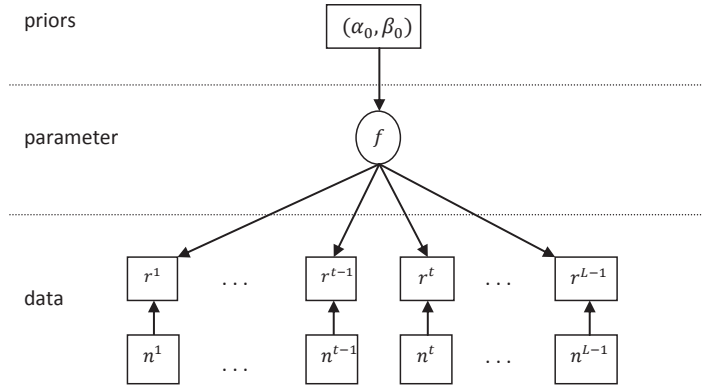 priors (α₀, β₀)
parameter f
r¹ . . . rᵗ⁻¹ rᵗ . . . rᴸ⁻¹
data
n¹ . . . nᵗ⁻¹ nᵗ . . . nᴸ⁻¹